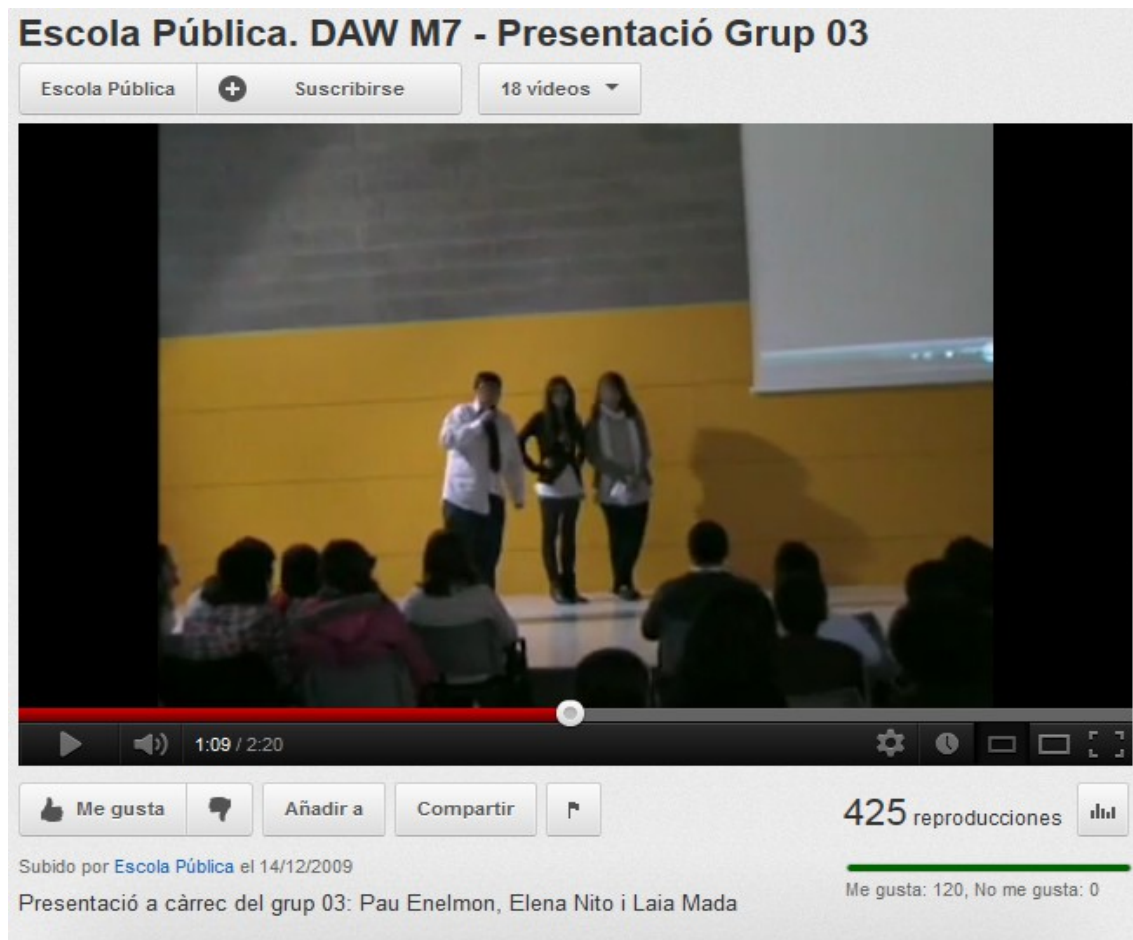 Escola Pública. DAW M7 - Presentació Grup 03
Escola Pública Suscribirse 18 vídeos
1:09 / 2:20
Me gusta Añadir a Compartir 425 reproducciones
Subido por Escola Pública el 14/12/2009
Me gusta: 120, No me gusta: 0
Presentació a càrrec del grup 03: Pau Enelmon, Elena Nito i Laia Mada